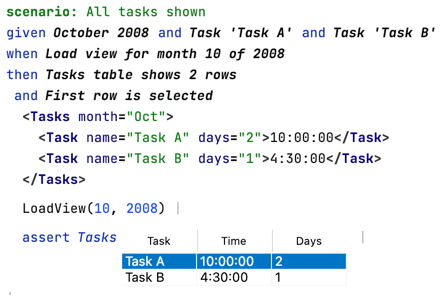 scenario: All tasks shown
given October 2008 and Task 'Task A' and Task 'Task B'
when Load view for month 10 of 2008
then Tasks table shows 2 rows
and First row is selected
<Tasks month="Oct">
<Task name="Task A" days="2">10:00:00</Task>
<Task name="Task B" days="1">4:30:00</Task>
</Tasks>
LoadView(10, 2008)
assert Tasks
Task Time Days
Task A 10:00:00 2
Task B 4:30:00 1